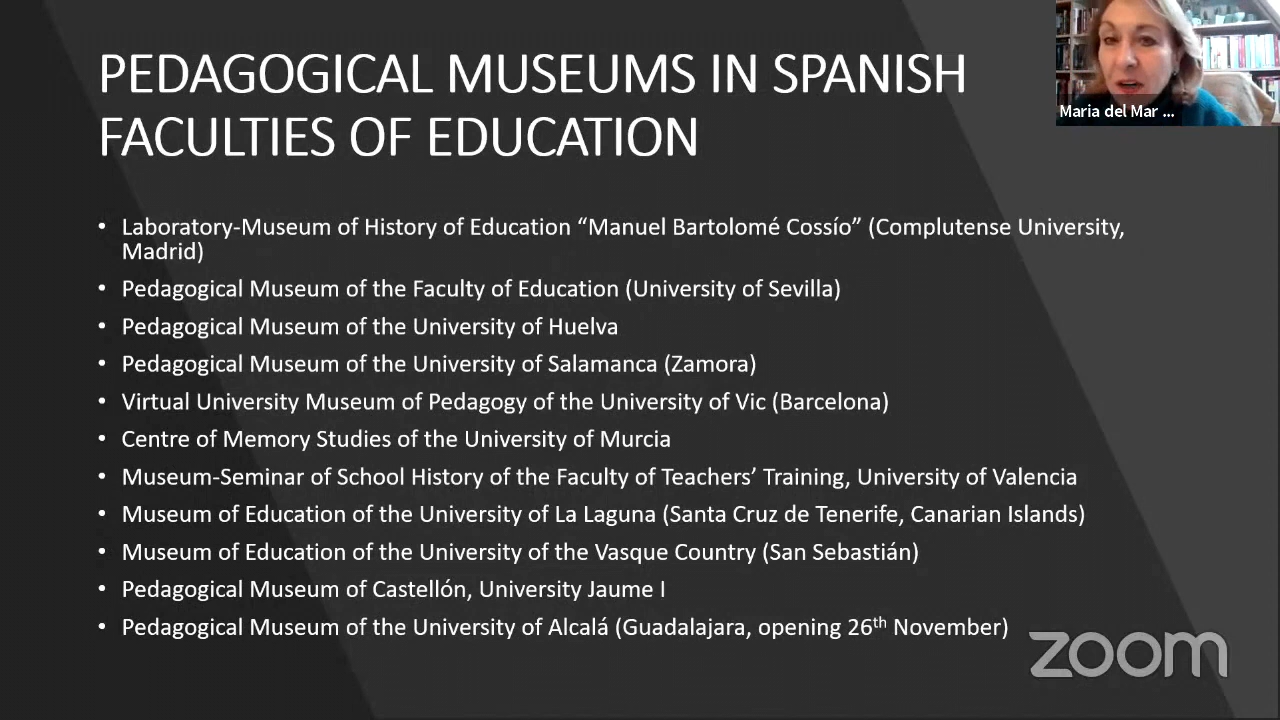 PEDAGOGICAL MUSEUMS IN SPANISH
FACULTIES OF EDUCATION
Maria del Mar ...
• Laboratory-Museum of History of Education “Manuel Bartolomé Cossío” (Complutense University,
Madrid)
• Pedagogical Museum of the Faculty of Education (University of Sevilla)
• Pedagogical Museum of the University of Huelva
• Pedagogical Museum of the University of Salamanca (Zamora)
• Virtual University Museum of Pedagogy of the University of Vic (Barcelona)
• Centre of Memory Studies of the University of Murcia
• Museum-Seminar of School History of the Faculty of Teachers’ Training, University of Valencia
• Museum of Education of the University of La Laguna (Santa Cruz de Tenerife, Canarian Islands)
• Museum of Education of the University of the Vasque Country (San Sebastián)
• Pedagogical Museum of Castellón, University Jaume I
• Pedagogical Museum of the University of Alcalá (Guadalajara, opening 26th November)
zoom